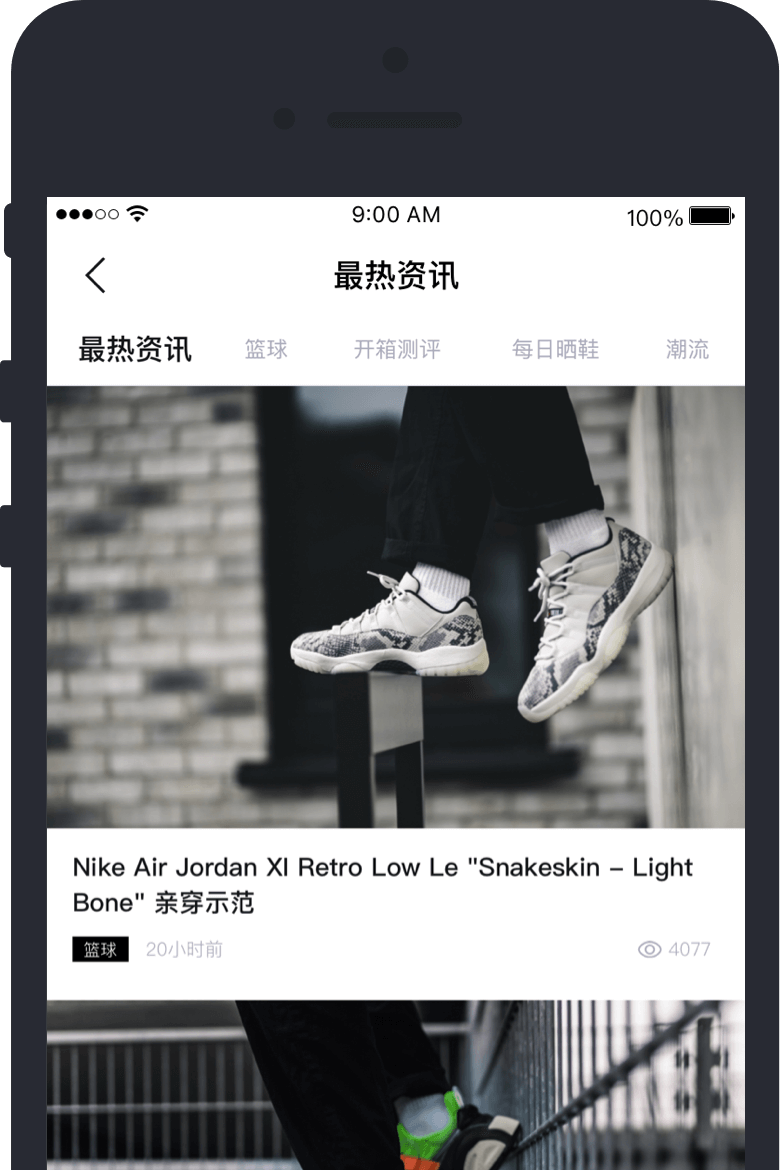 9:00 AM
100%
最热资讯
最热资讯 篮球 开箱测评 每日晒鞋 潮流
Nike Air Jordan XI Retro Low Le "Snakeskin – Light
Bone" 亲穿示范
篮球 20小时前 4077